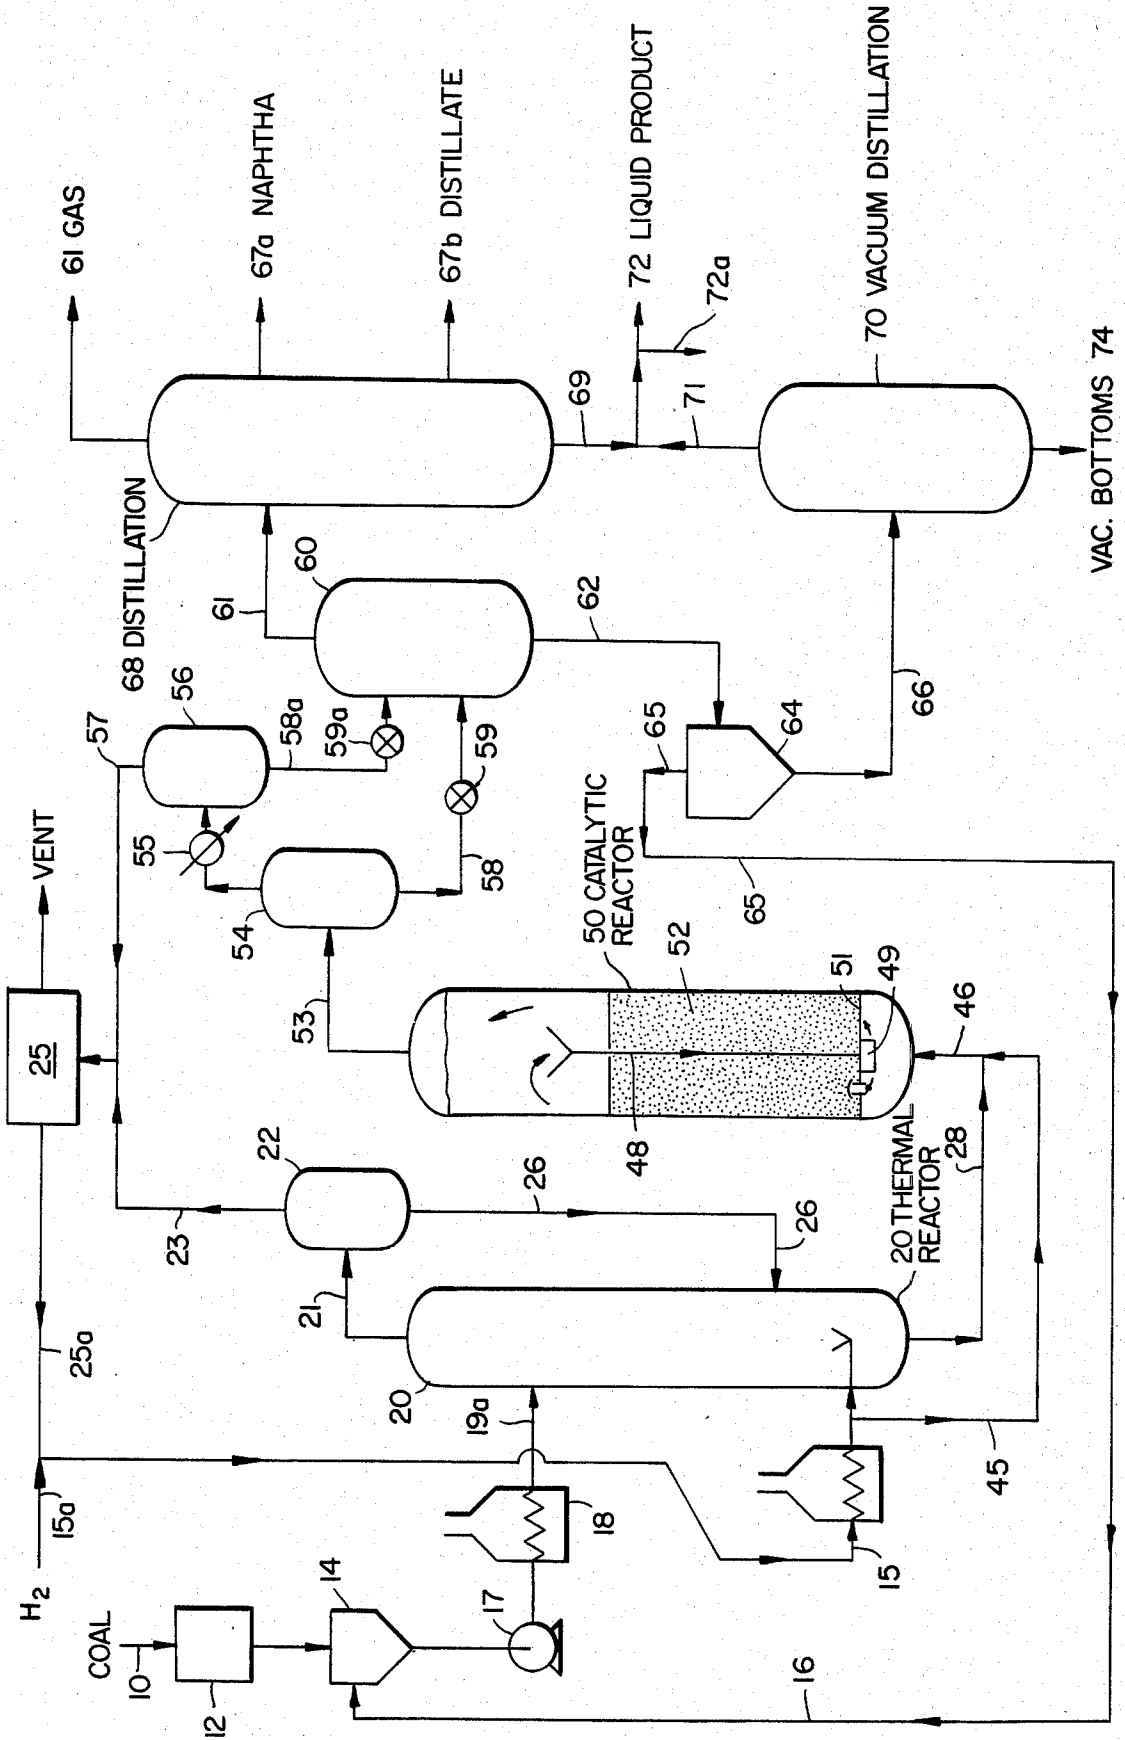 H2
15a
25a
25
VENT
COAL
10
12
14
16
17
18
19a
20
21
22
23
26
26
20 THERMAL
REACTOR
15
45
28
46
48
49
51
52
50 CATALYTIC
REACTOR
53
54
55
56
57
58
58a
59
59a
60
61
62
64
65
65
66
68 DISTILLATION
61 GAS
67a NAPHTHA
67b DISTILLATE
69
71
72 LIQUID PRODUCT
72a
70 VACUUM DISTILLATION
VAC. BOTTOMS 74